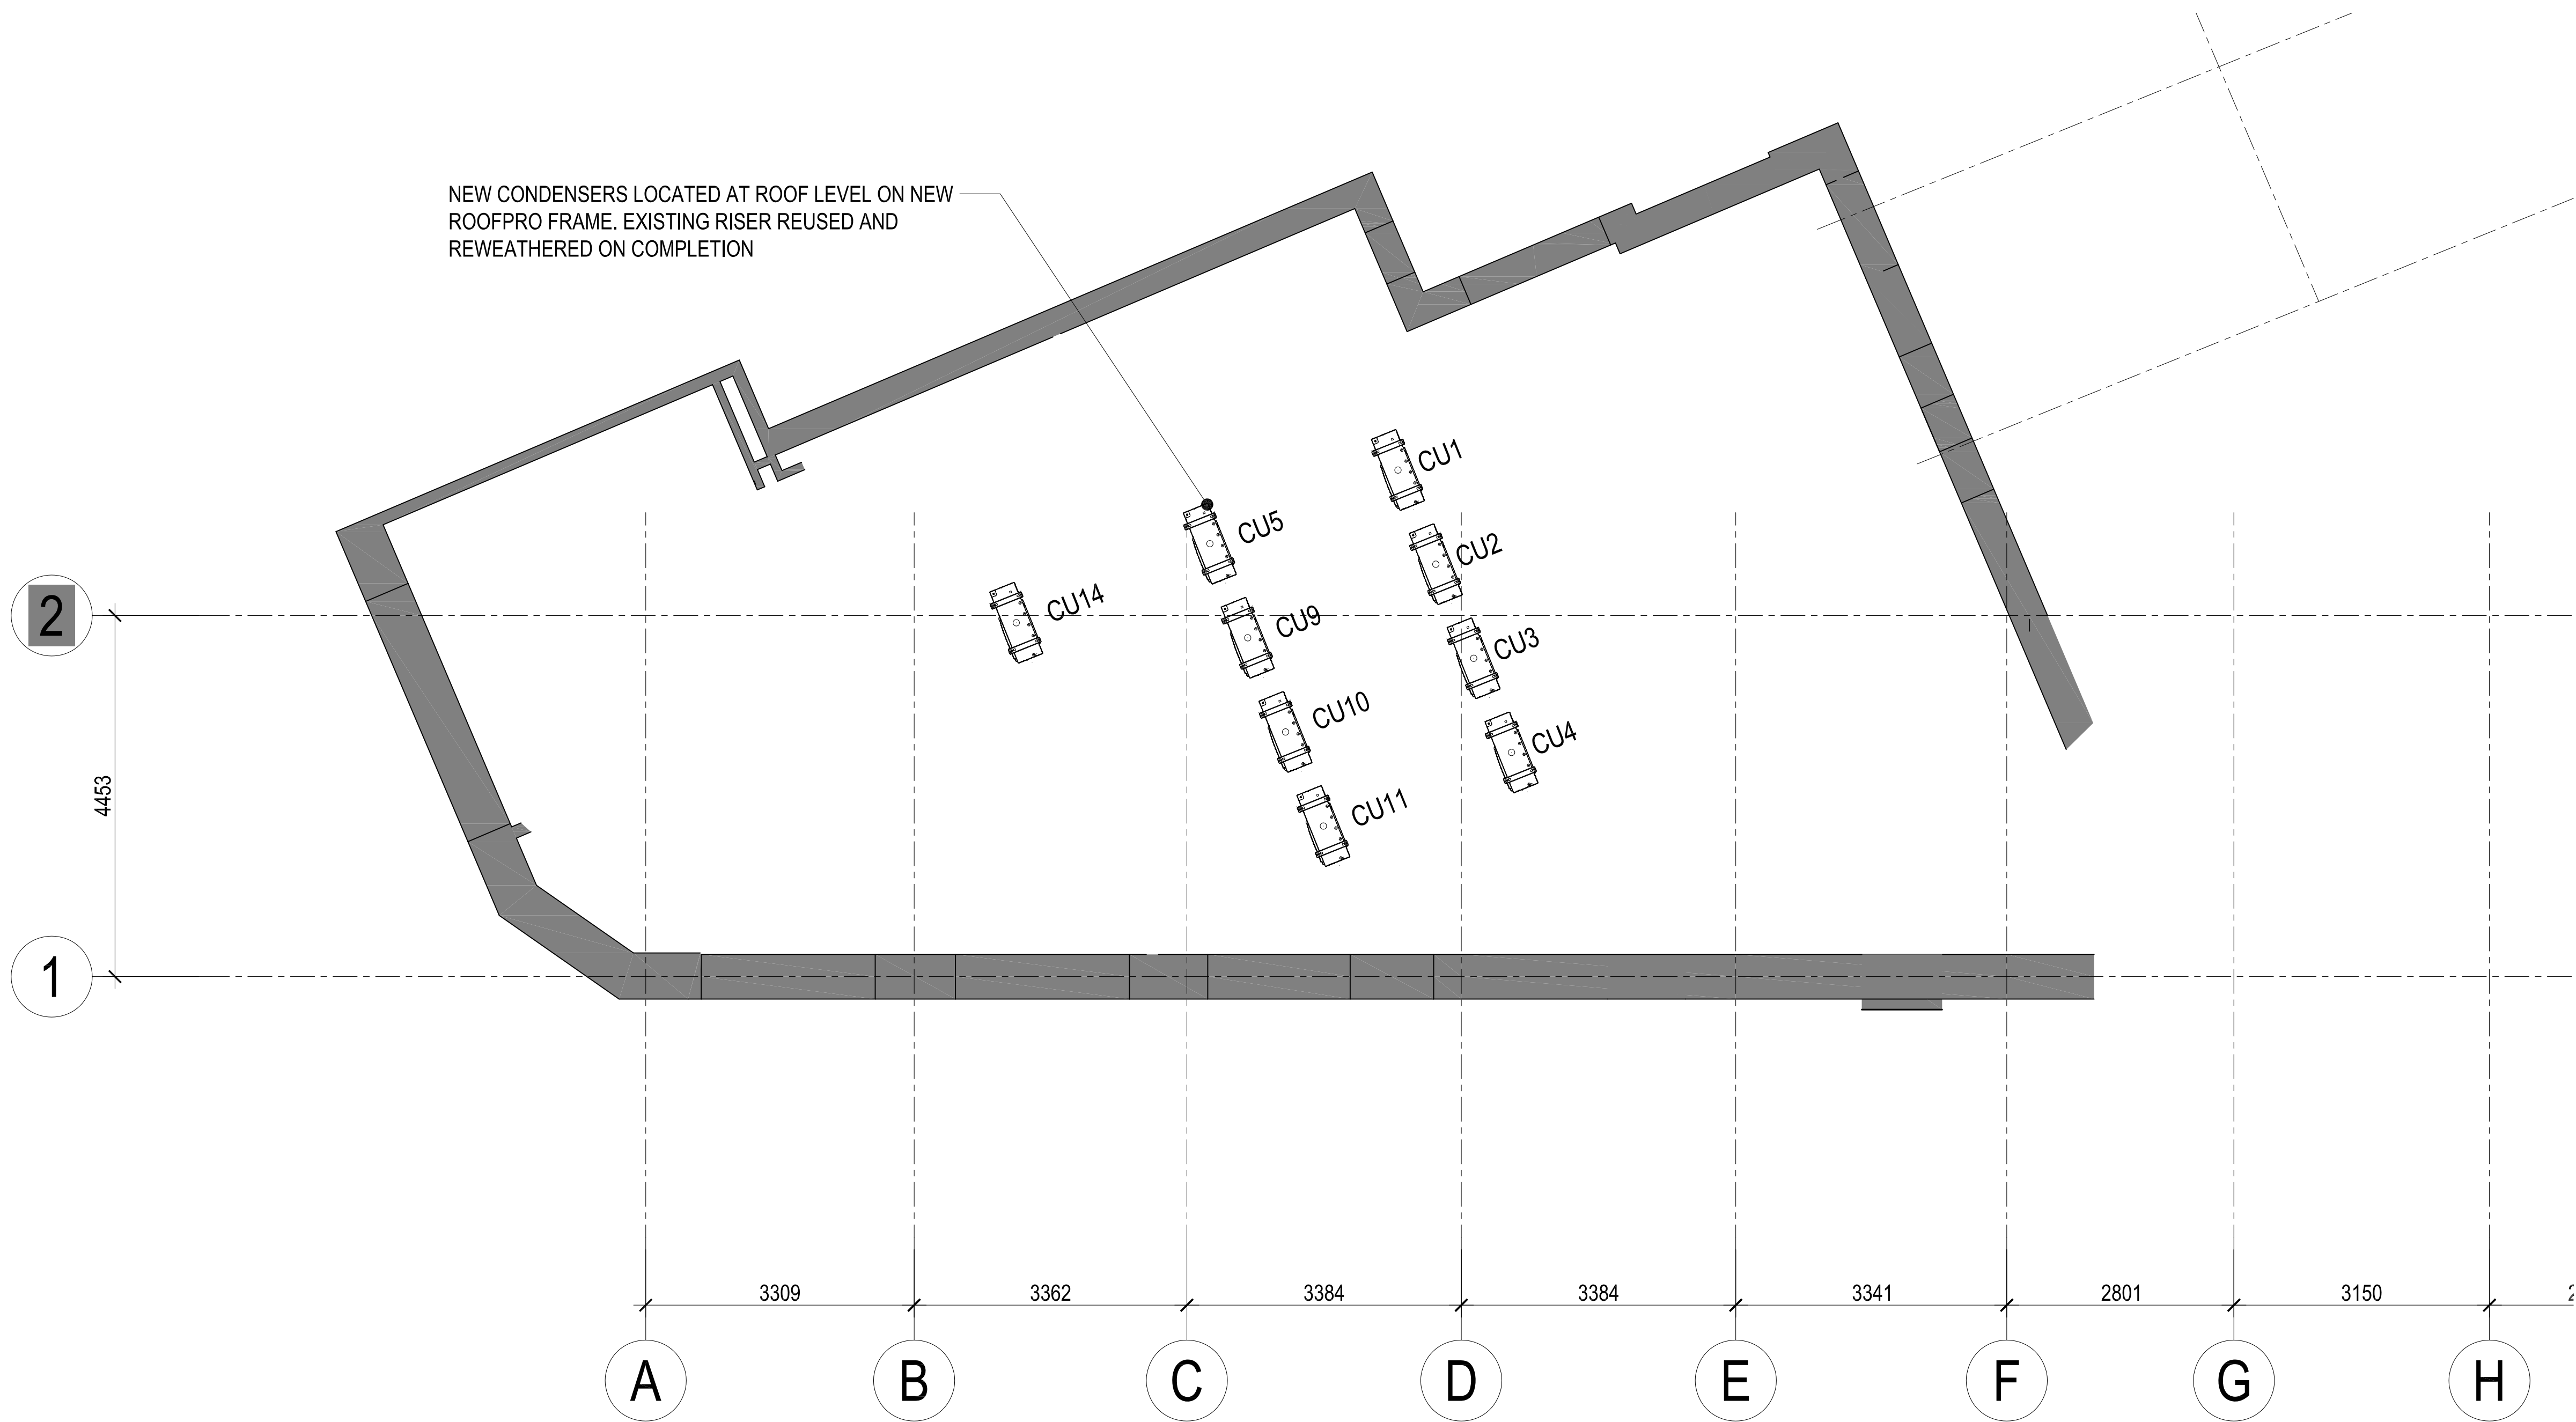 NEW CONDENSERS LOCATED AT ROOF LEVEL ON NEW
ROOFPRO FRAME. EXISTING RISER REUSED AND
REWEATHERED ON COMPLETION
CU1
CU5
CU2
CU14
CU9
CU3
CU10
CU4
CU11
2
4453
1
3309
3362
3384
3384
3341
2801
3150
A
B
C
D
E
F
G
H